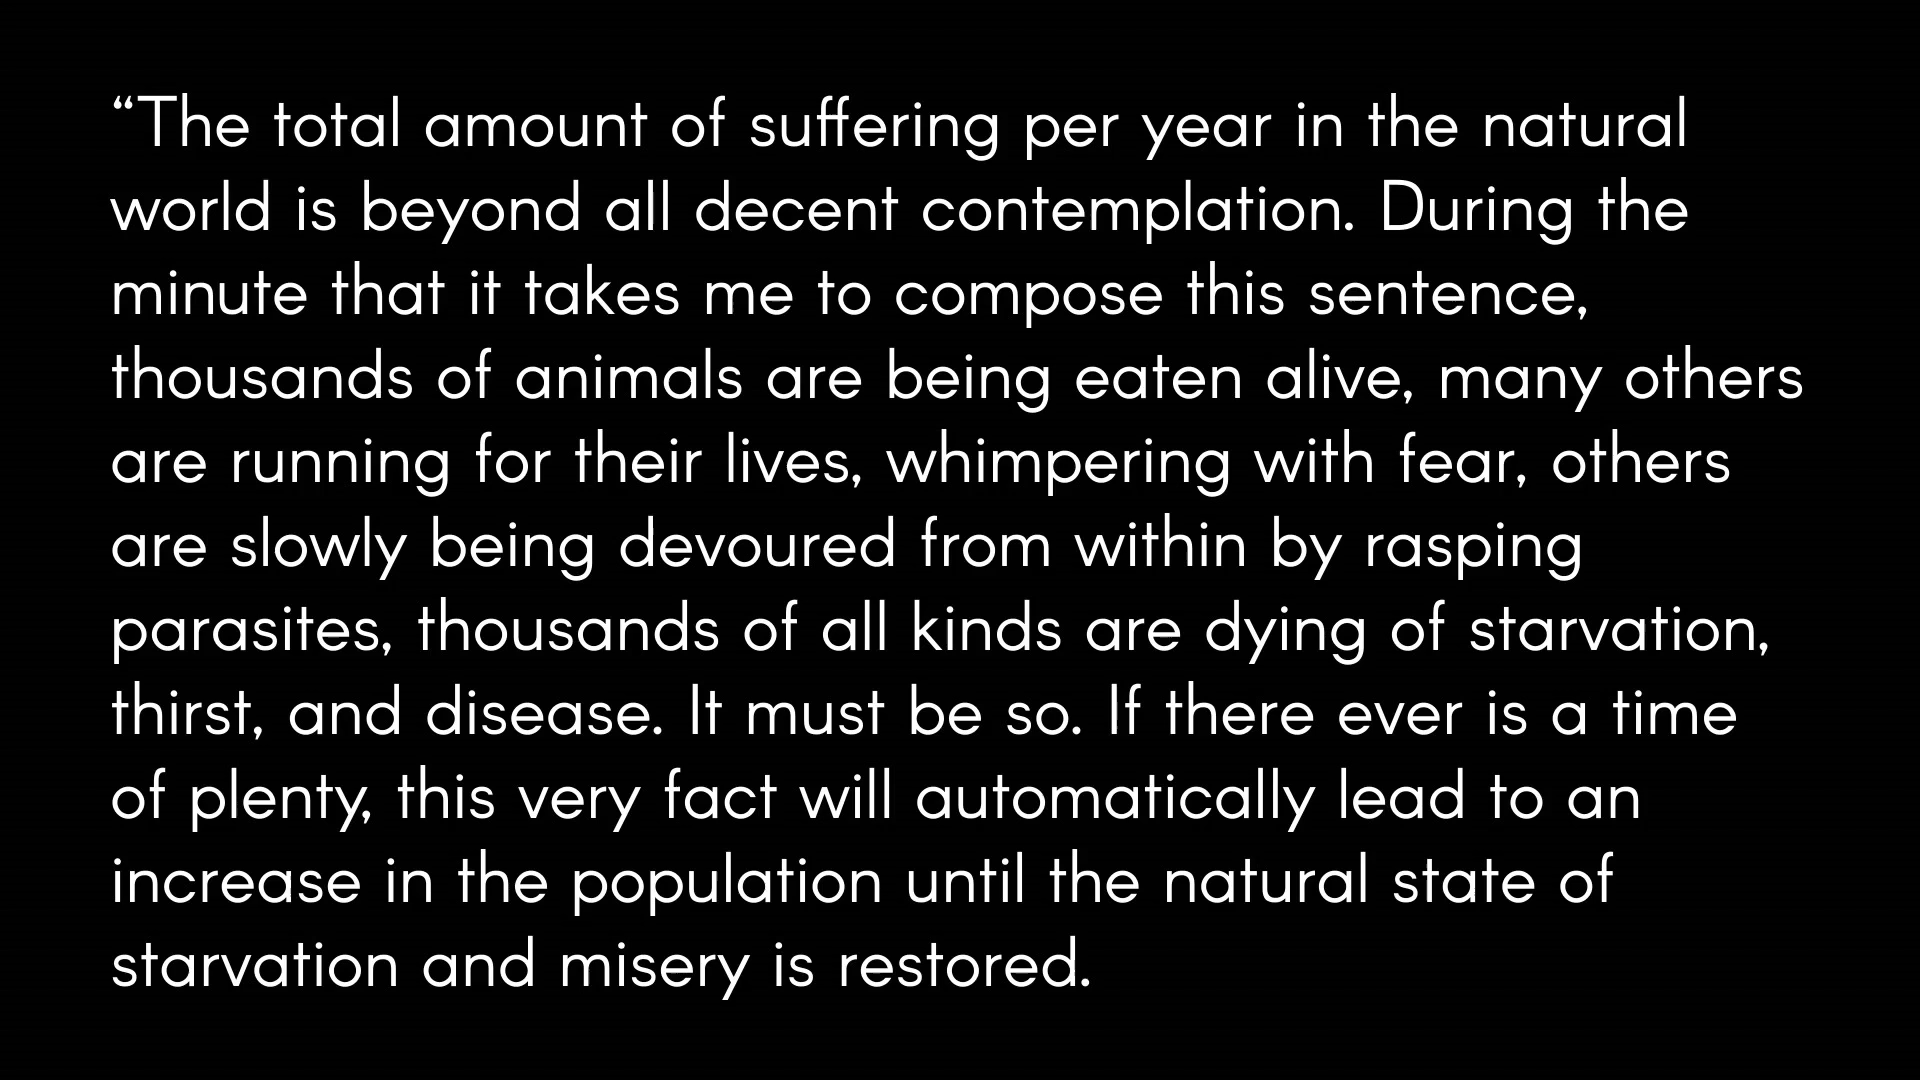 “The total amount of suffering per year in the natural
world is beyond all decent contemplation. During the
minute that it takes me to compose this sentence,
thousands of animals are being eaten alive, many others
are running for their lives, whimpering with fear, others
are slowly being devoured from within by rasping
parasites, thousands of all kinds are dying of starvation,
thirst, and disease. It must be so. If there ever is a time
of plenty, this very fact will automatically lead to an
increase in the population until the natural state of
starvation and misery is restored.